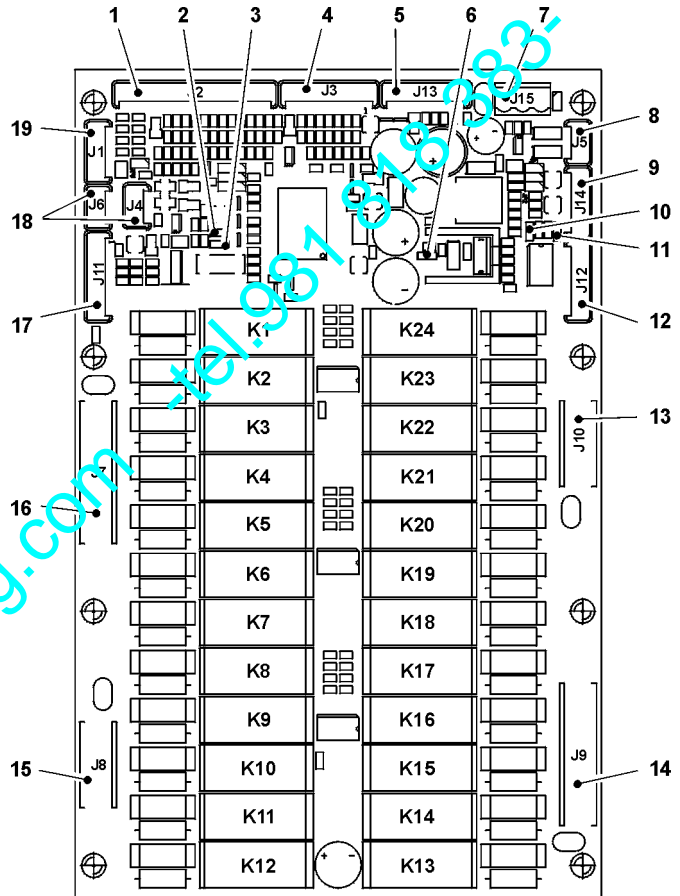 1 2 3 4 5 6 7
J2 J3 J13 J15
19 J1 J5 8
18 J6 J4 J14 9
10
11
17 J11 J12 12
K1 K24
K2 K23
K3 K22 J10 13
K4 K21
16 J7 K5 K20
K6 K19
K7 K18
K8 K17
K9 K16
15 J8 K10 K15 J9 14
K11 K14
K12 K13
g.com -tel.981 818 383-